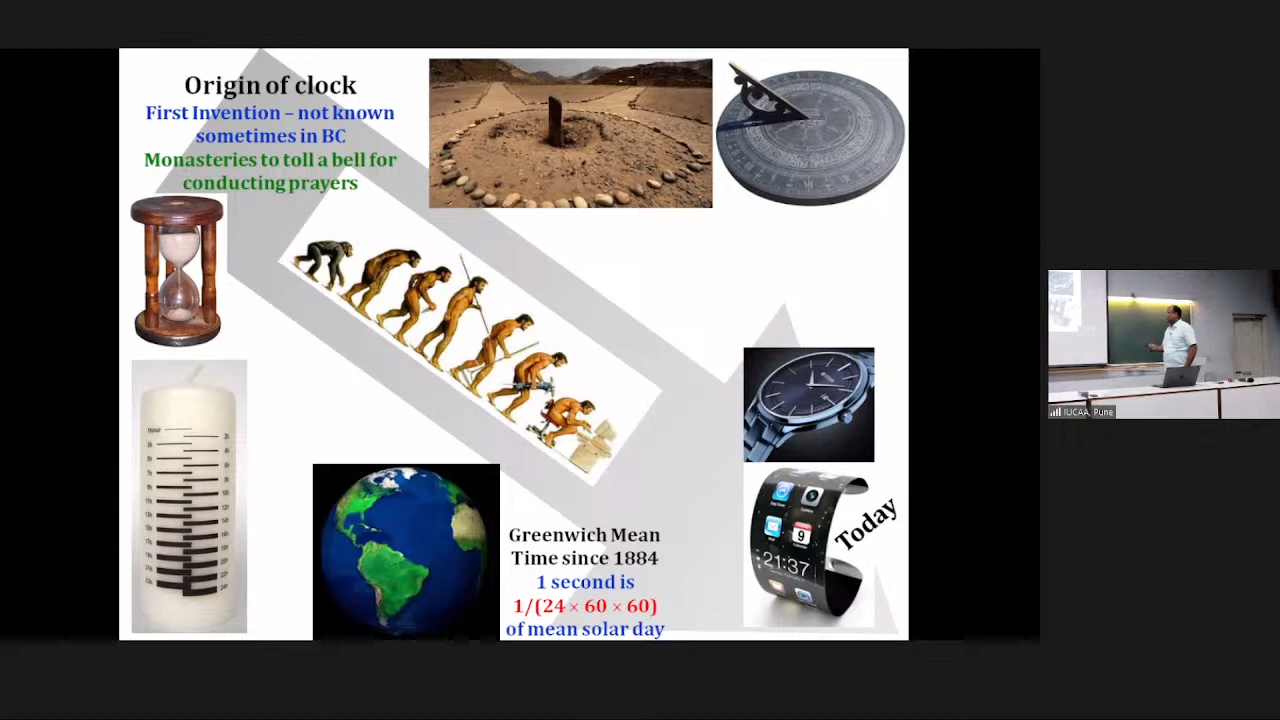 Origin of clock
First Invention – not known
sometimes in BC
Monasteries to toll a bell for
conducting prayers
Greenwich Mean
Time since 1884
1 second is
1/(24 × 60 × 60)
of mean solar day
9
21:37
Today
IUCAA, Pune